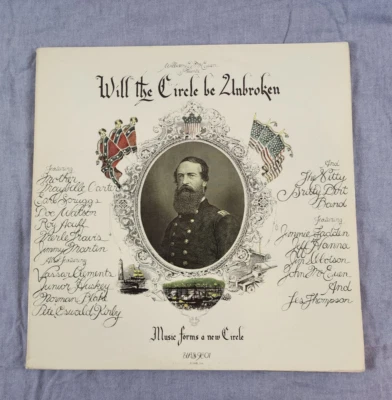 Will the Circle be Unbroken
Featuring
Mother
Maybelle Carter
Earl Scruggs
Doc Watson
Roy Acuff
Merle Travis
Jimmy Martin
Also Featuring
Vassar Clements
Junior Huskey
Norman Blake
Pete Oswald Kirby
And
The Nitty
Gritty Dirt
Band
Featuring
Jimmie Fadden
Jeff Hanna
Jim Ibbotson
John McEuen
And
Les Thompson
Music forms a new Circle